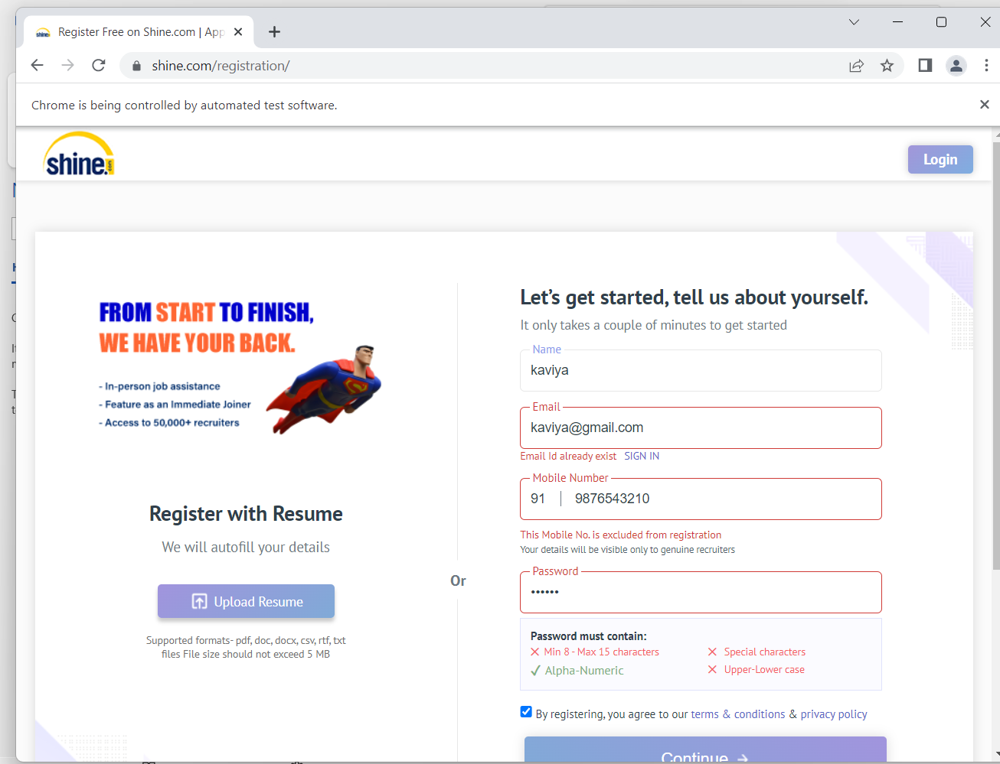 Register Free on Shine.com | App
shine.com/registration/
Chrome is being controlled by automated test software.
shine.com
Login
FROM START TO FINISH,
WE HAVE YOUR BACK.
- In-person job assistance
- Feature as an Immediate Joiner
- Access to 50,000+ recruiters
Register with Resume
We will autofill your details
Upload Resume
Supported formats- pdf, doc, docx, csv, rtf, txt
files File size should not exceed 5 MB
Or
Let's get started, tell us about yourself.
It only takes a couple of minutes to get started
Name
kaviya
Email
kaviya@gmail.com
Email Id already exist SIGN IN
Mobile Number
91 | 9876543210
This Mobile No. is excluded from registration
Your details will be visible only to genuine recruiters
Password
••••••
Password must contain:
Min 8 - Max 15 characters
Special characters
Alpha-Numeric
Upper-Lower case
By registering, you agree to our terms & conditions & privacy policy
Continue →